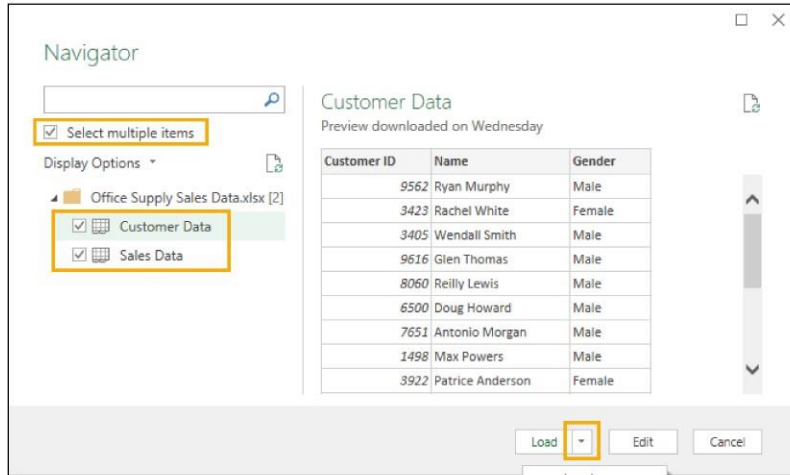 Navigator
Select multiple items
Display Options
Office Supply Sales Data.xlsx [2]
Customer Data
Sales Data
Customer Data
Preview downloaded on Wednesday
Customer ID Name Gender
9562 Ryan Murphy Male
3423 Rachel White Female
3405 Wendall Smith Male
9616 Glen Thomas Male
8060 Reilly Lewis Male
6500 Doug Howard Male
7651 Antonio Morgan Male
1498 Max Powers Male
3922 Patrice Anderson Female
Load Edit Cancel